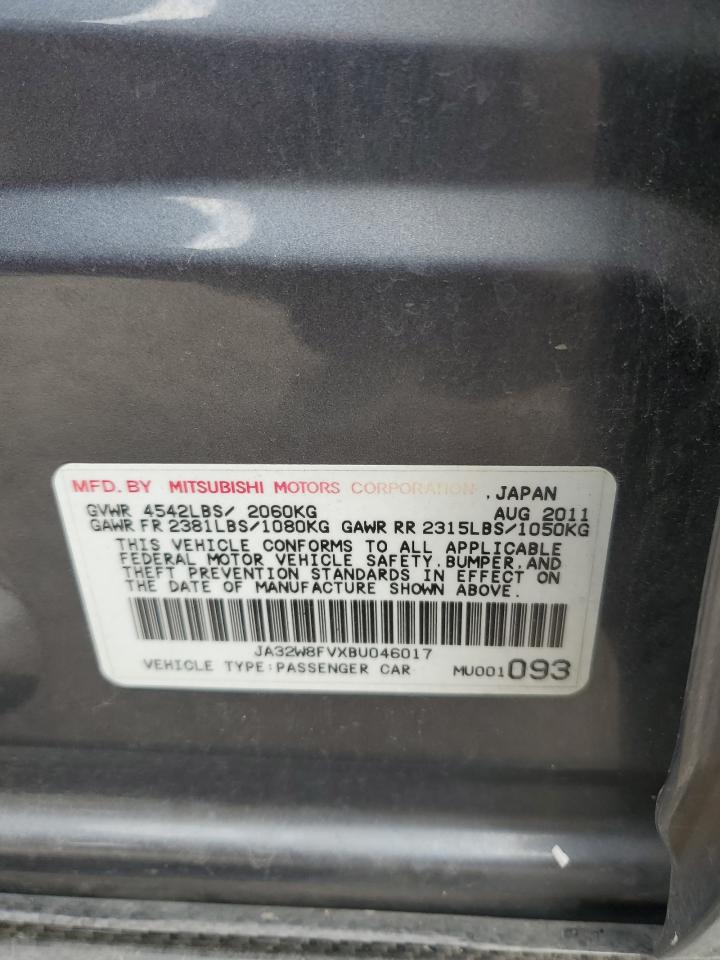 MFD. BY MITSUBISHI MOTORS CORPORATION , JAPAN
GVWR 4542LBS/ 2060KG AUG 2011
GAWR FR 2381LBS/1080KG GAWR RR 2315LBS/1050KG
THIS VEHICLE CONFORMS TO ALL APPLICABLE
FEDERAL MOTOR VEHICLE SAFETY, BUMPER, AND
THEFT PREVENTION STANDARDS IN EFFECT ON
THE DATE OF MANUFACTURE SHOWN ABOVE.
JA32W8FVXBU046017
VEHICLE TYPE:PASSENGER CAR MU001093